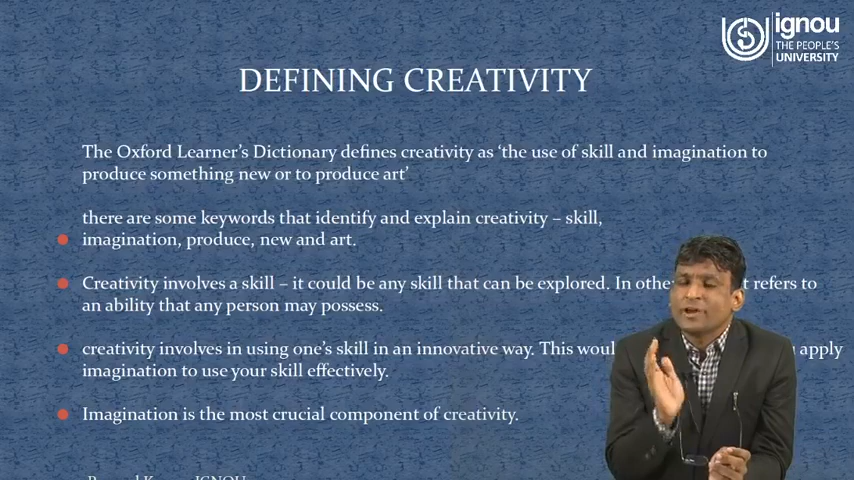 ignou
THE PEOPLE'S
UNIVERSITY
DEFINING CREATIVITY
The Oxford Learner's Dictionary defines creativity as 'the use of skill and imagination to
produce something new or to produce art'
there are some keywords that identify and explain creativity – skill,
imagination, produce, new and art.
Creativity involves a skill – it could be any skill that can be explored. In refers to
an ability that any person may possess.
creativity involves in using one's skill in an innovative way. This apply
imagination to use your skill effectively.
Imagination is the most crucial component of creativity.
IGNOU